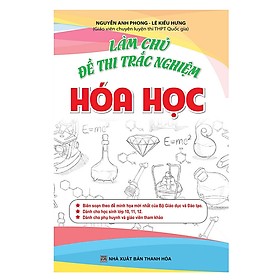 NGUYỄN ANH PHONG - LÊ KIỀU HƯNG
(Giáo viên chuyên luyện thi THPT Quốc gia)
LÀM CHỦ
ĐỀ THI TRẮC NGHIỆM
HÓA HỌC
Biên soạn theo đề minh họa mới nhất của Bộ Giáo dục và Đào tạo.
Dành cho học sinh lớp 10, 11, 12.
Dành cho phụ huynh và giáo viên tham khảo
NHÀ XUẤT BẢN THANH HÓA